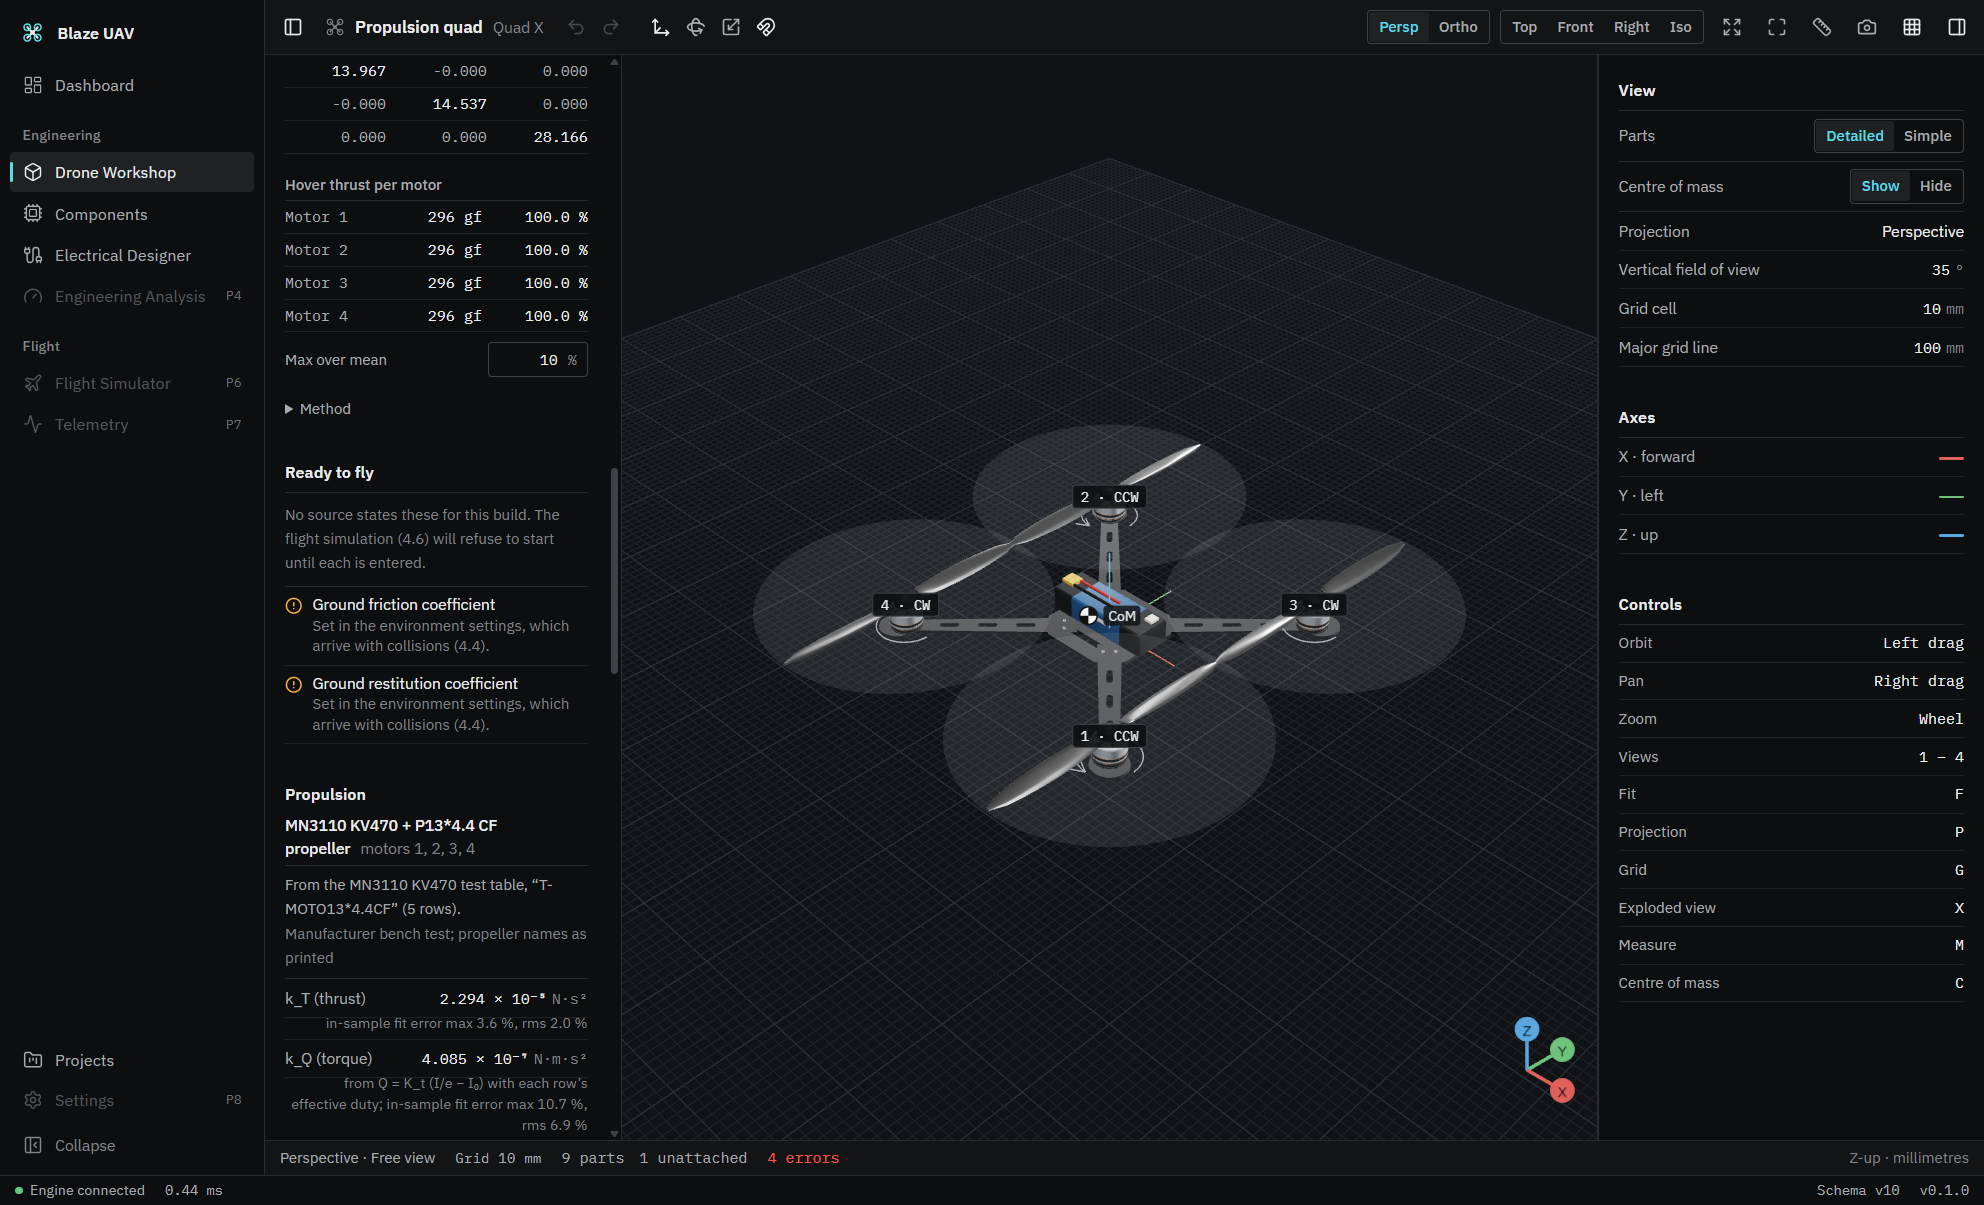 Blaze UAV
Dashboard
Engineering
Drone Workshop
Components
Electrical Designer
Engineering Analysis P4
Flight
Flight Simulator P6
Telemetry P7
Projects
Settings P8
Collapse
Propulsion quad Quad X
Persp Ortho
Top Front Right Iso
13.967 -0.000 0.000
-0.000 14.537 0.000
0.000 0.000 28.166
Hover thrust per motor
Motor 1 296 gf 100.0 %
Motor 2 296 gf 100.0 %
Motor 3 296 gf 100.0 %
Motor 4 296 gf 100.0 %
Max over mean 10 %
Method
Ready to fly
No source states these for this build. The
flight simulation (4.6) will refuse to start
until each is entered.
Ground friction coefficient
Set in the environment settings, which
arrive with collisions (4.4).
Ground restitution coefficient
Set in the environment settings, which
arrive with collisions (4.4).
Propulsion
MN3110 KV470 + P13*4.4 CF
propeller motors 1, 2, 3, 4
From the MN3110 KV470 test table, “T-
MOTO13*4.4CF” (5 rows).
Manufacturer bench test; propeller names as
printed
k_T (thrust) 2.294 × 10⁻⁵ N·s²
in-sample fit error max 3.6 %, rms 2.0 %
k_Q (torque) 4.085 × 10⁻⁷ N·m·s²
from Q = K_t (I/e − I₀) with each row’s
effective duty; in-sample fit error max 10.7 %,
rms 6.9 %
2 · CCW
4 · CW
3 · CW
CoM
1 · CCW
Z
Y
X
View
Parts Detailed Simple
Centre of mass Show Hide
Projection Perspective
Vertical field of view 35 °
Grid cell 10 mm
Major grid line 100 mm
Axes
X · forward
Y · left
Z · up
Controls
Orbit Left drag
Pan Right drag
Zoom Wheel
Views 1 – 4
Fit F
Projection P
Grid G
Exploded view X
Measure M
Centre of mass C
Perspective · Free view Grid 10 mm 9 parts 1 unattached 4 errors Z-up · millimetres
Engine connected 0.44 ms Schema v10 v0.1.0